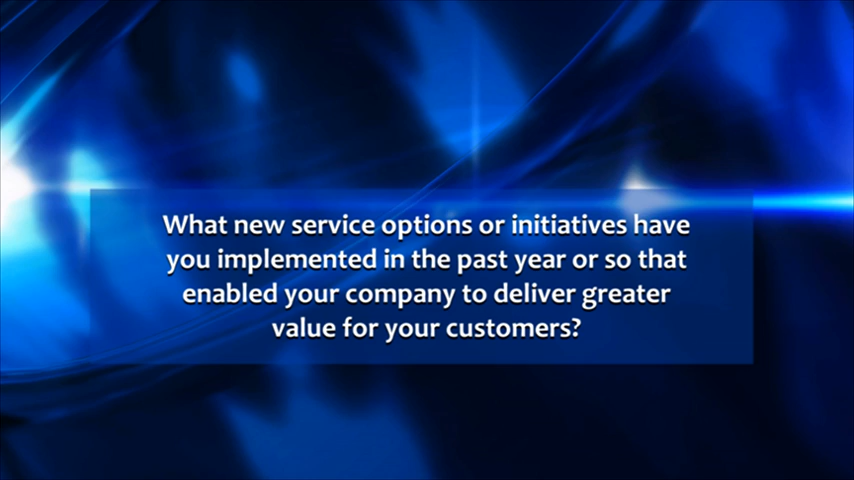 What new service options or initiatives have
you implemented in the past year or so that
enabled your company to deliver greater
value for your customers?